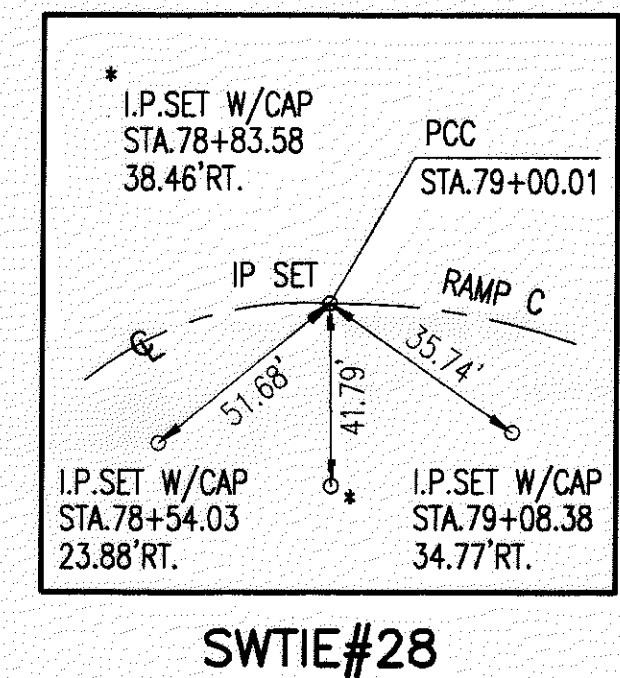 *
I.P.SET W/CAP
STA.78+83.58
38.46'RT.
PCC
STA.79+00.01
IP SET
RAMP C
℄
51.68'
41.79'
35.74'
I.P.SET W/CAP
STA.78+54.03
23.88'RT.
*
I.P.SET W/CAP
STA.79+08.38
34.77'RT.
SWTIE#28